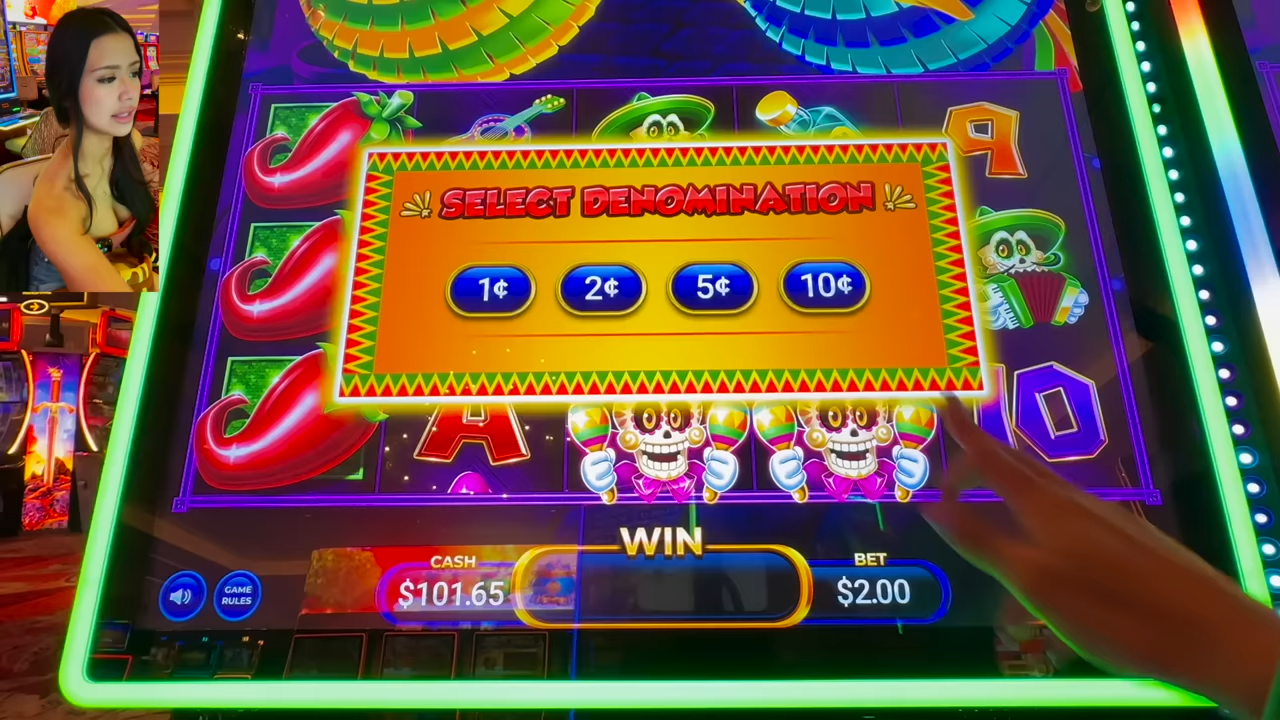 SELECT DENOMINATION
1¢ 2¢ 5¢ 10¢
A
WIN
CASH
$101.65
BET
$2.00
GAME
RULES